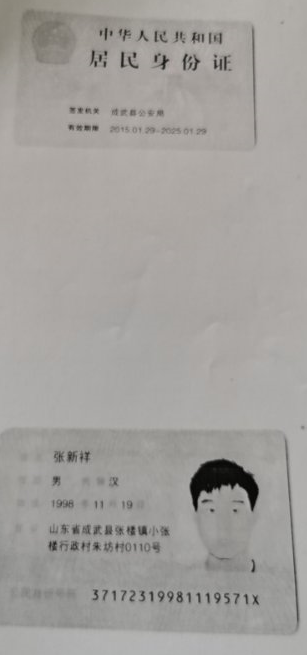 中华人民共和国
居民身份证
签发机关 成武县公安局
有效期限 2015.01.29-2025.01.29
张新祥
男 汉
1998 年 11 月 19 日
山东省成武县张楼镇小张
楼行政村朱坊村0110号
37172319981119571X